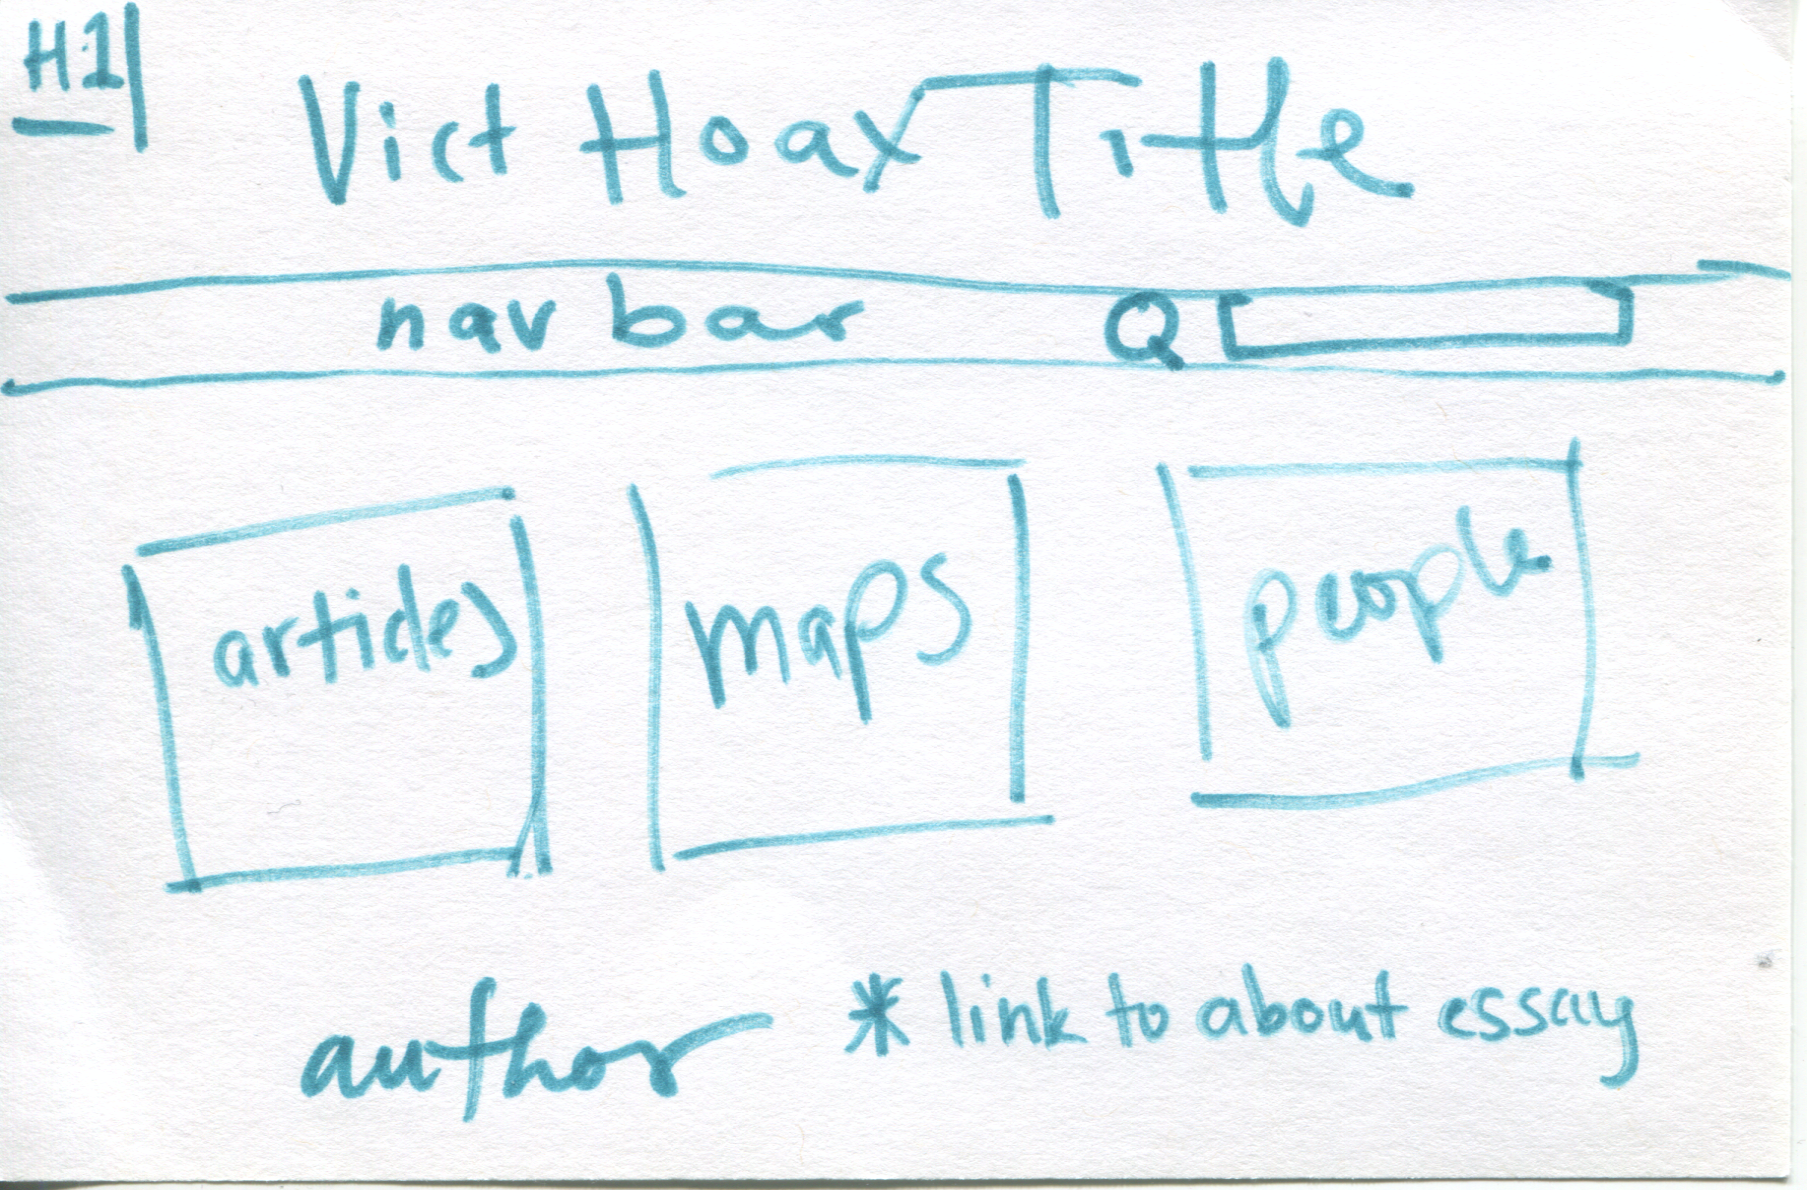 H1
Vict Hoax Title
nav bar
articles
maps
people
author
* link to about essay